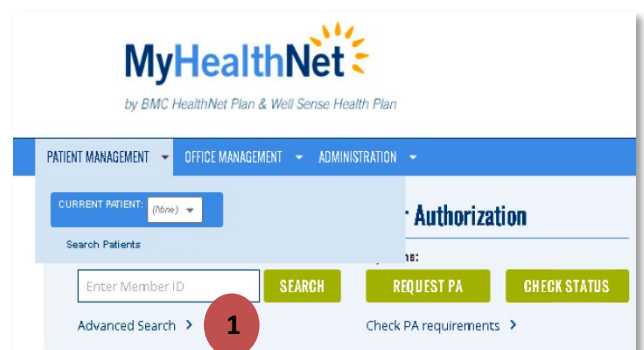 MyHealthNet
by BMC HealthNet Plan & Well Sense Health Plan
PATIENT MANAGEMENT OFFICE MANAGEMENT ADMINISTRATION
CURRENT PATIENT: (None)
Search Patients
Authorization
Enter Member ID SEARCH REQUEST PA CHECK STATUS
Advanced Search > 1 Check PA requirements >